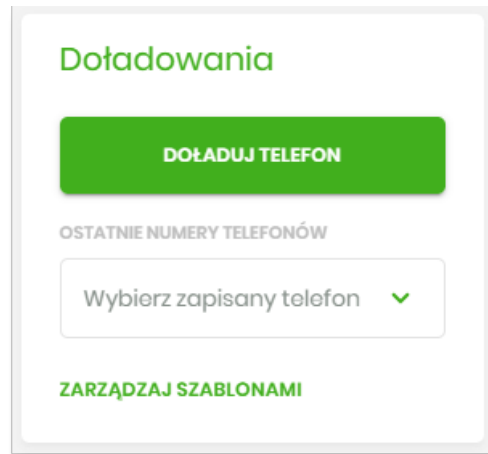 Doładowania
DOŁADUJ TELEFON
OSTATNIE NUMERY TELEFONÓW
Wybierz zapisany telefon
ZARZĄDZAJ SZABLONAMI